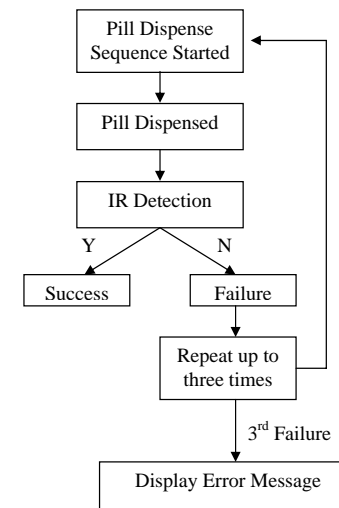 Pill Dispense
Sequence Started
Pill Dispensed
IR Detection
Y
N
Success
Failure
Repeat up to
three times
3rd Failure
Display Error Message